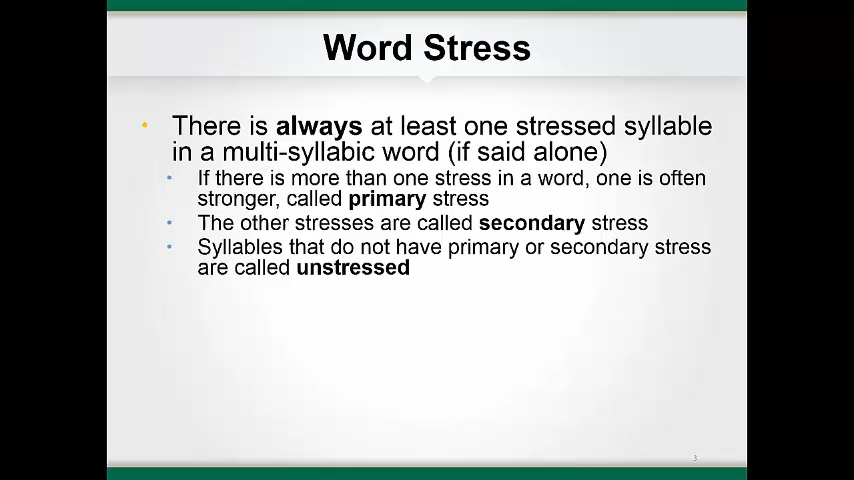 Word Stress
• There is always at least one stressed syllable
in a multi-syllabic word (if said alone)
• If there is more than one stress in a word, one is often
stronger, called primary stress
• The other stresses are called secondary stress
• Syllables that do not have primary or secondary stress
are called unstressed
3